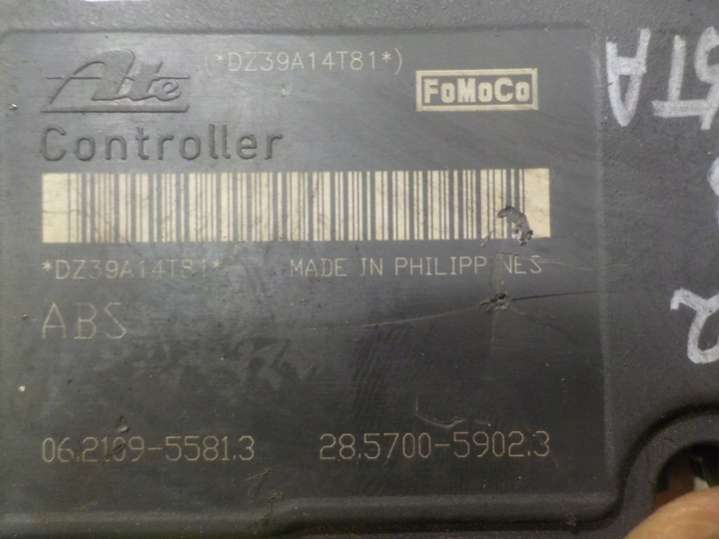 Ate (*DZ39A14T81*)
FoMoCo
Controller
*DZ39A14T81* MADE IN PHILIPPINES
ABS
06.2109-5581.3 28.5700-5902.3